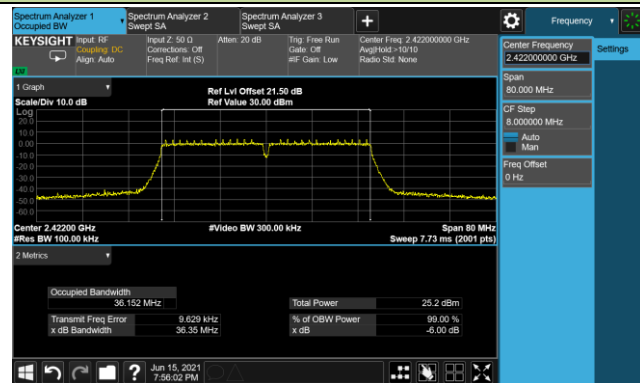 Spectrum Analyzer 1
Occupied BW
Spectrum Analyzer 2
Swept SA
Spectrum Analyzer 3
Swept SA
+
Frequency
KEYSIGHT
Input: RF
Coupling: DC
Align: Auto
Input Z: 50 Ω
Corrections: Off
Freq Ref: Int (S)
Atten: 20 dB
Trig: Free Run
Gate: Off
#IF Gain: Low
Center Freq: 2.422000000 GHz
Avg|Hold:>10/10
Radio Std: None
LW
Center Frequency
2.422000000 GHz
Settings
Span
80.000 MHz
CF Step
8.000000 MHz
Auto
Man
Freq Offset
0 Hz
1 Graph
Scale/Div 10.0 dB
Ref Lvl Offset 21.50 dB
Ref Value 30.00 dBm
Log
20.0
10.0
0.00
-10.0
-20.0
-30.0
-40.0
-50.0
-60.0
Center 2.42200 GHz
#Res BW 100.00 kHz
#Video BW 300.00 kHz
Span 80 MHz
Sweep 7.73 ms (2001 pts)
2 Metrics
Occupied Bandwidth
36.152 MHz
Total Power 25.2 dBm
Transmit Freq Error 9.629 kHz
% of OBW Power 99.00 %
x dB Bandwidth 36.35 MHz
x dB -6.00 dB
?
Jun 15, 2021
7:56:02 PM